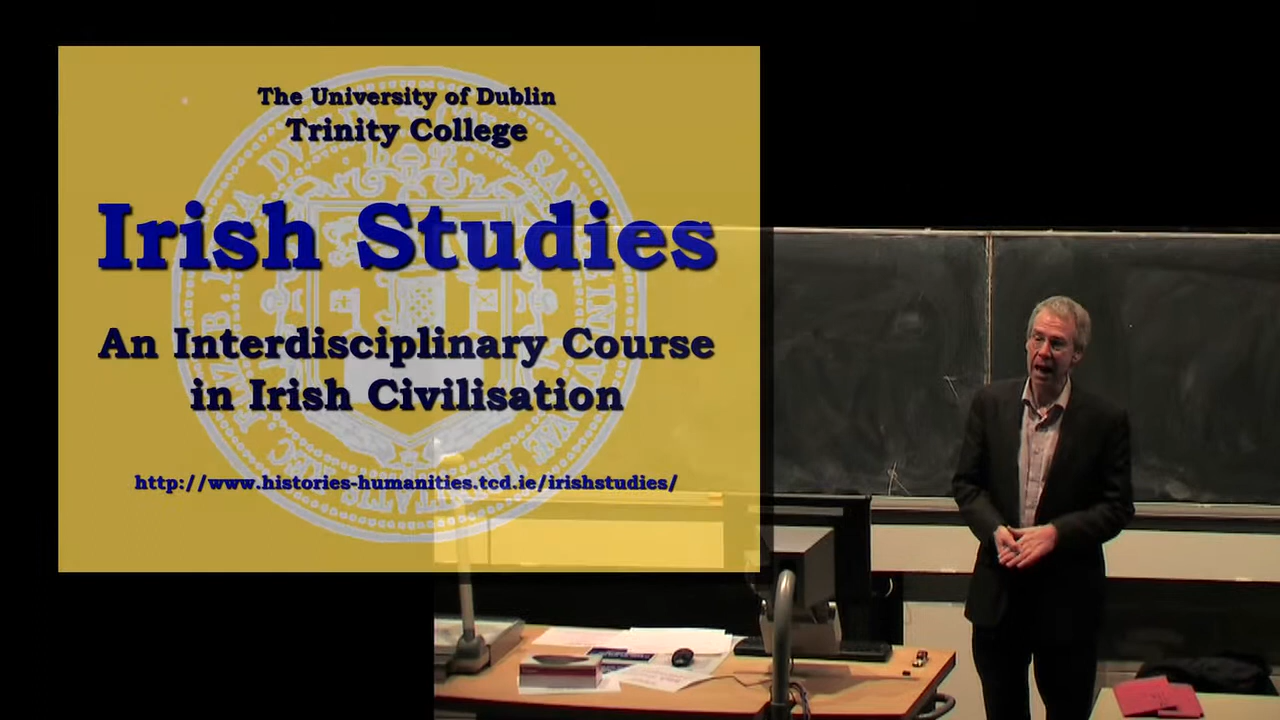 The University of Dublin
Trinity College
Irish Studies
An Interdisciplinary Course
in Irish Civilisation
http://www.histories-humanities.tcd.ie/irishstudies/